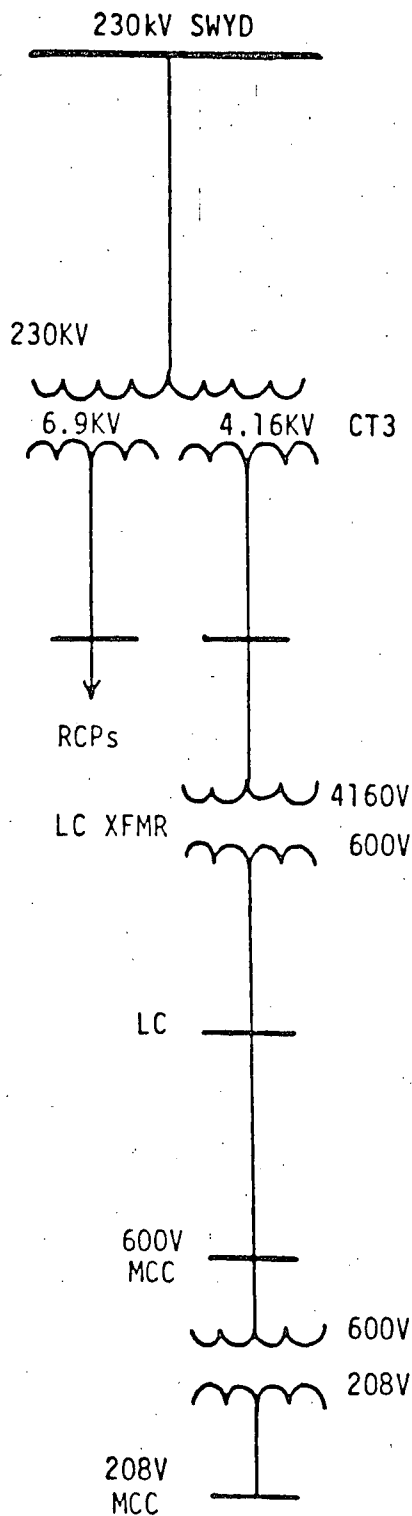 230kV SWYD
230KV
6.9KV
4.16KV
CT3
RCPs
4160V
LC XFMR
600V
LC
600V
MCC
600V
208V
208V
MCC